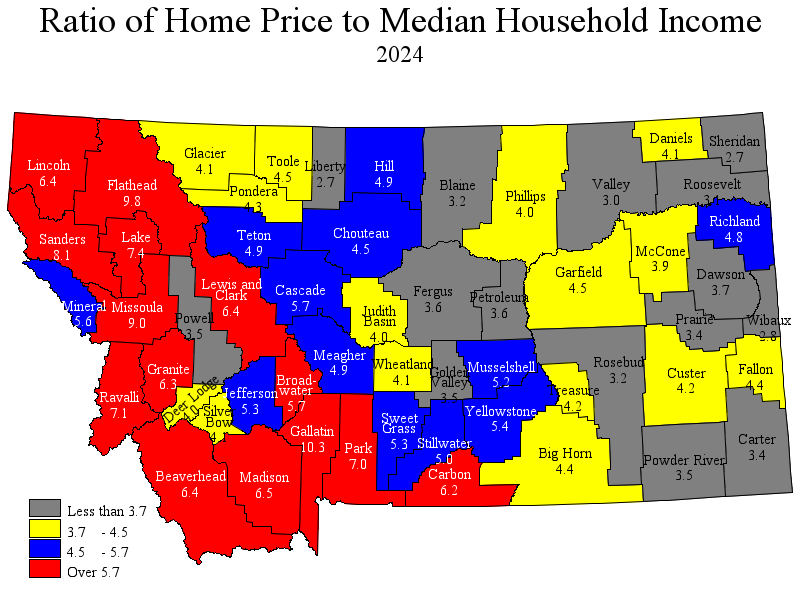 Ratio of Home Price to Median Household Income
2024
Lincoln
6.4
Flathead
9.8
Glacier
4.1
Toole
4.5
Liberty
2.7
Hill
4.9
Blaine
3.2
Phillips
4.0
Valley
3.0
Daniels
4.1
Sheridan
2.7
Roosevelt
Pondera
4.3
Sanders
8.1
Lake
7.4
Teton
4.9
Chouteau
4.5
Richland
4.8
McCone
3.9
Garfield
4.5
Dawson
3.7
Mineral
5.6
Missoula
9.0
Powell
3.5
Lewis and
Clark
6.4
Cascade
5.7
Judith
Basin
4.0
Fergus
3.6
Petroleum
3.6
Prairie
3.4
Wibaux
2.8
Granite
6.3
Meagher
4.9
Wheatland
4.1
Golden
Valley
3.5
Musselshell
5.2
Rosebud
3.2
Custer
4.2
Fallon
4.4
Ravalli
7.1
Deer Lodge
4.0
Silver
Bow
4.1
Jefferson
5.3
Broad-
water
5.7
Treasure
4.2
Yellowstone
5.4
Gallatin
10.3
Park
7.0
Sweet
Grass
5.3
Stillwater
5.0
Carbon
6.2
Big Horn
4.4
Powder River
3.5
Carter
3.4
Beaverhead
6.4
Madison
6.5
Less than 3.7
3.7 - 4.5
4.5 - 5.7
Over 5.7